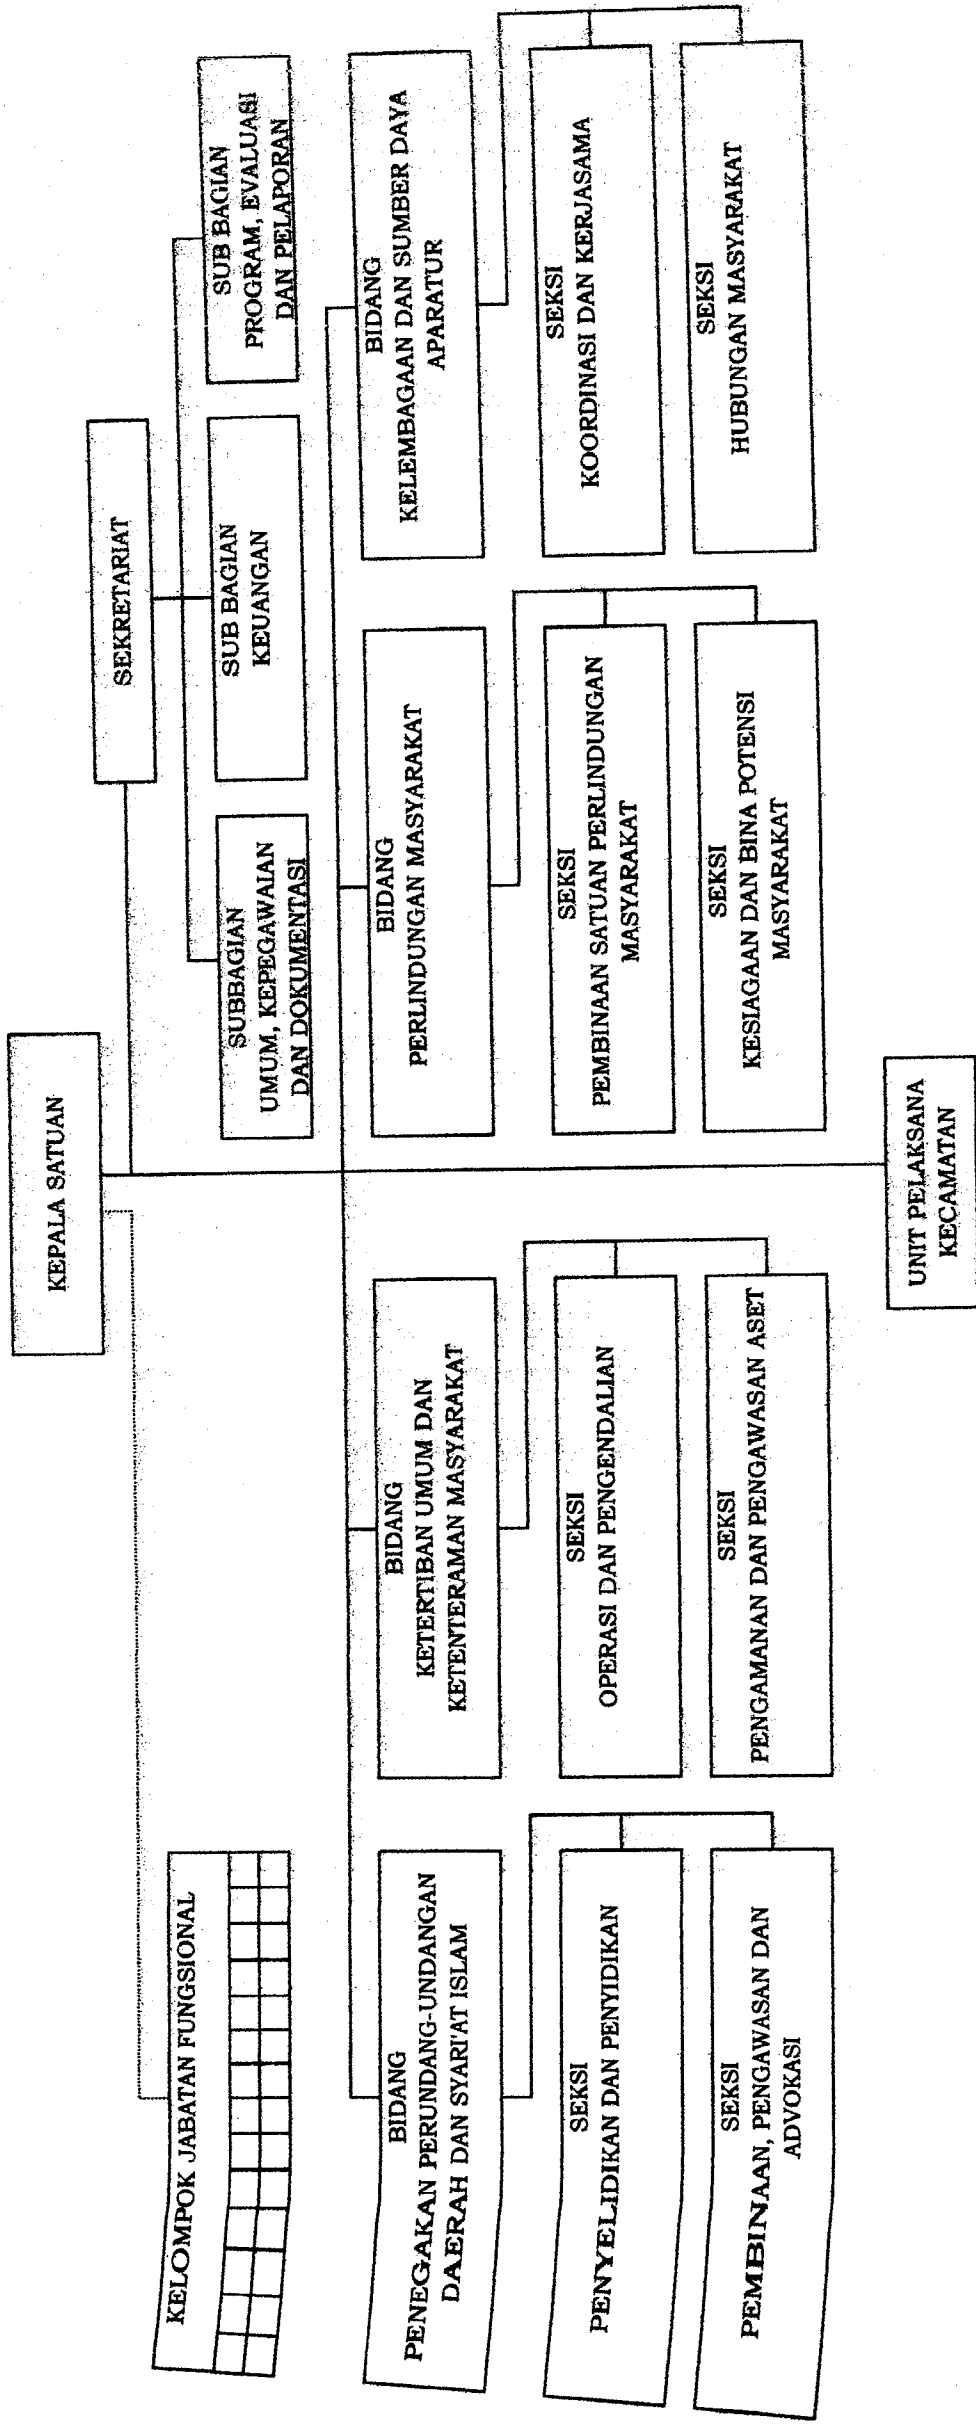 KEPALA SATUAN
SEKRETARIAT
KELOMPOK JABATAN FUNGSIONAL
SUBBAGIAN
UMUM, KEPEGAWAIAN
DAN DOKUMENTASI
SUB BAGIAN
KEUANGAN
SUB BAGIAN
PROGRAM, EVALUASI
DAN PELAPORAN
BIDANG
PENEGAKAN PERUNDANG-UNDANGAN
DAERAH DAN SYARI'AT ISLAM
SEKSI
PENYELIDIKAN DAN PENYIDIKAN
SEKSI
PEMBINAAN, PENGAWASAN DAN
ADVOKASI
BIDANG
KETERTIBAN UMUM DAN
KETENTERAMAN MASYARAKAT
SEKSI
OPERASI DAN PENGENDALIAN
SEKSI
PENGAMANAN DAN PENGAWASAN ASET
BIDANG
PERLINDUNGAN MASYARAKAT
SEKSI
PEMBINAAN SATUAN PERLINDUNGAN
MASYARAKAT
SEKSI
KESIAGAAN DAN BINA POTENSI
MASYARAKAT
BIDANG
KELEMBAGAAN DAN SUMBER DAYA
APARATUR
SEKSI
KOORDINASI DAN KERJASAMA
SEKSI
HUBUNGAN MASYARAKAT
UNIT PELAKSANA
KECAMATAN